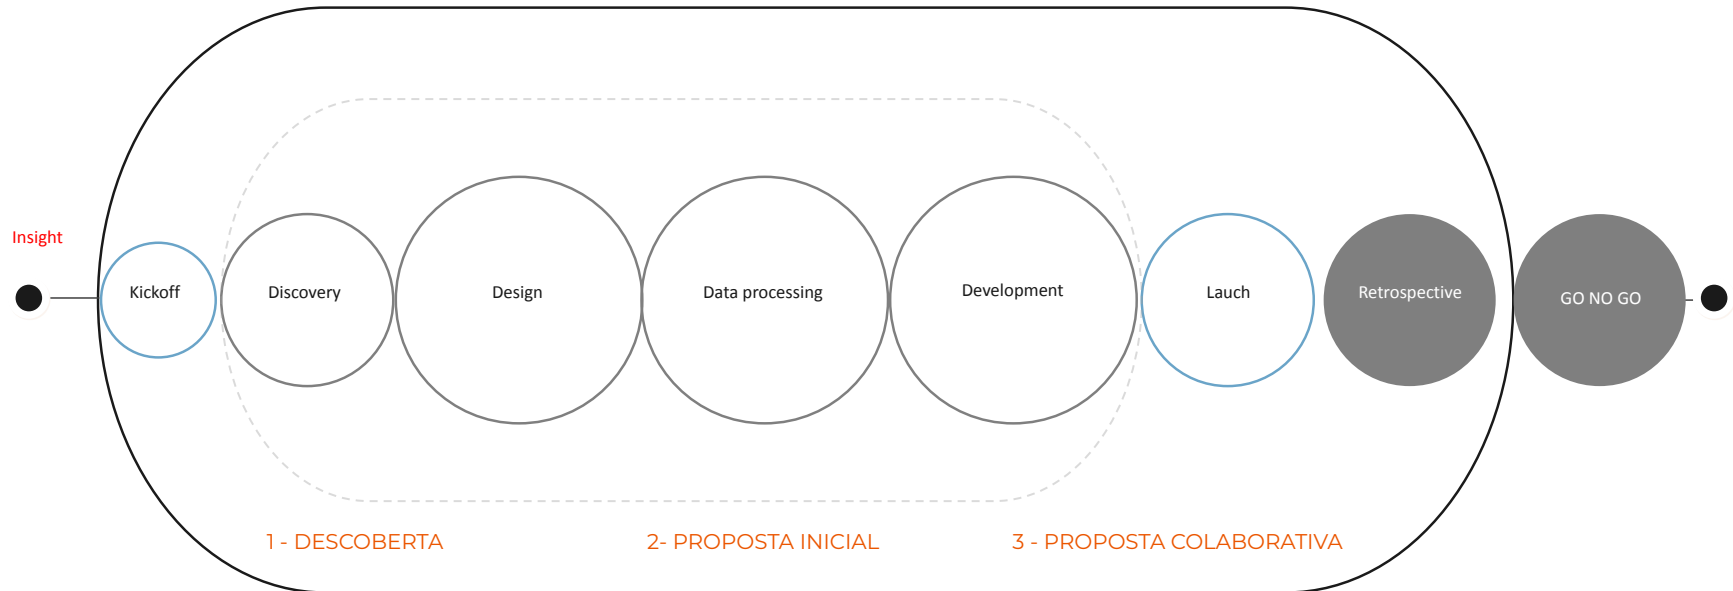 Insight
Kickoff
Discovery
Design
Data processing
Development
Lauch
Retrospective
GO NO GO
1 - DESCOBERTA
2- PROPOSTA INICIAL
3 - PROPOSTA COLABORATIVA